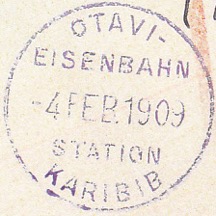 OTAVI-
EISENBAHN
-4FEB.1909
STATION
KARIBIB